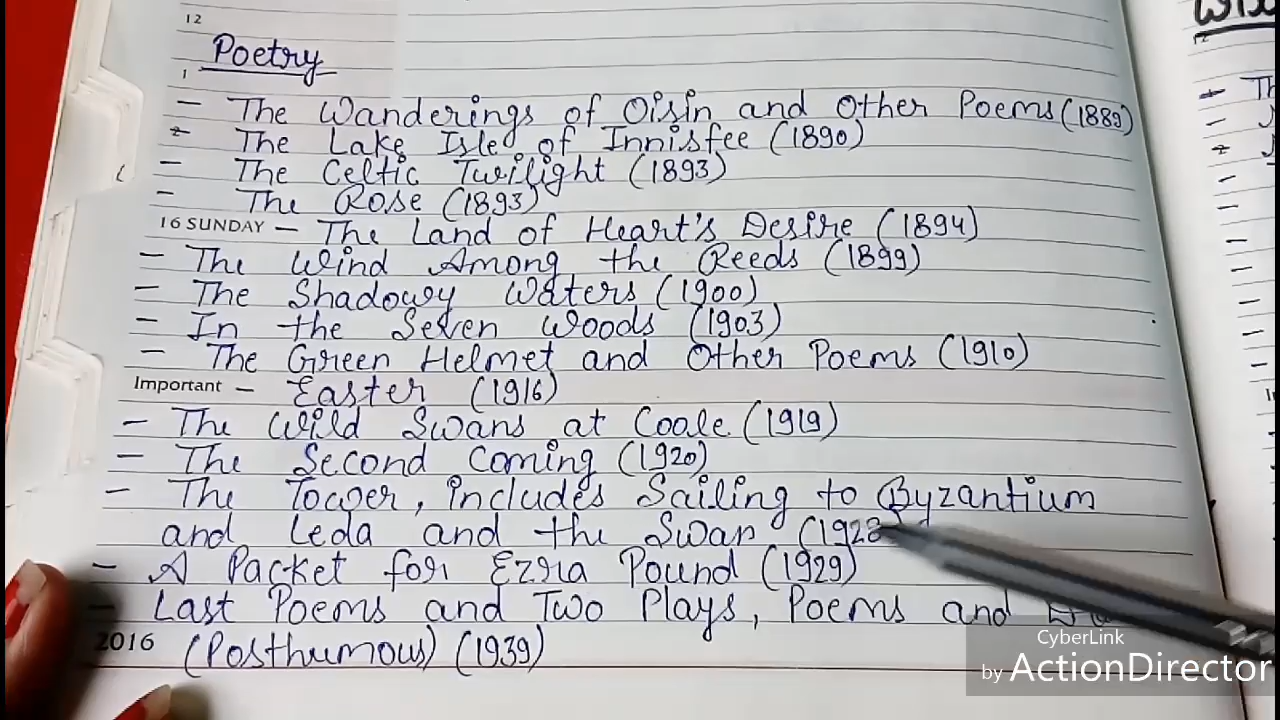 12
Poetry
1
- The Wanderings of Oisin and Other Poems (1889)
- The Lake Isle of Innisfee (1890)
- The Celtic Twilight (1893)
- The Rose (1893)
16 SUNDAY - The Land of Heart's Desire (1894)
- The Wind Among the Reeds (1899)
- The Shadowy Waters (1900)
- In the Seven Woods (1903)
- The Green Helmet and Other Poems (1910)
Important - Easter (1916)
- The Wild Swans at Coole (1919)
- The Second Coming (1920)
- The Tower, includes Sailing to Byzantium
and Leda and the Swan (1928
- A Packet for Ezra Pound (1929)
- Last Poems and Two Plays, Poems and
2016 (Posthumous) (1939)
CyberLink
by ActionDirector